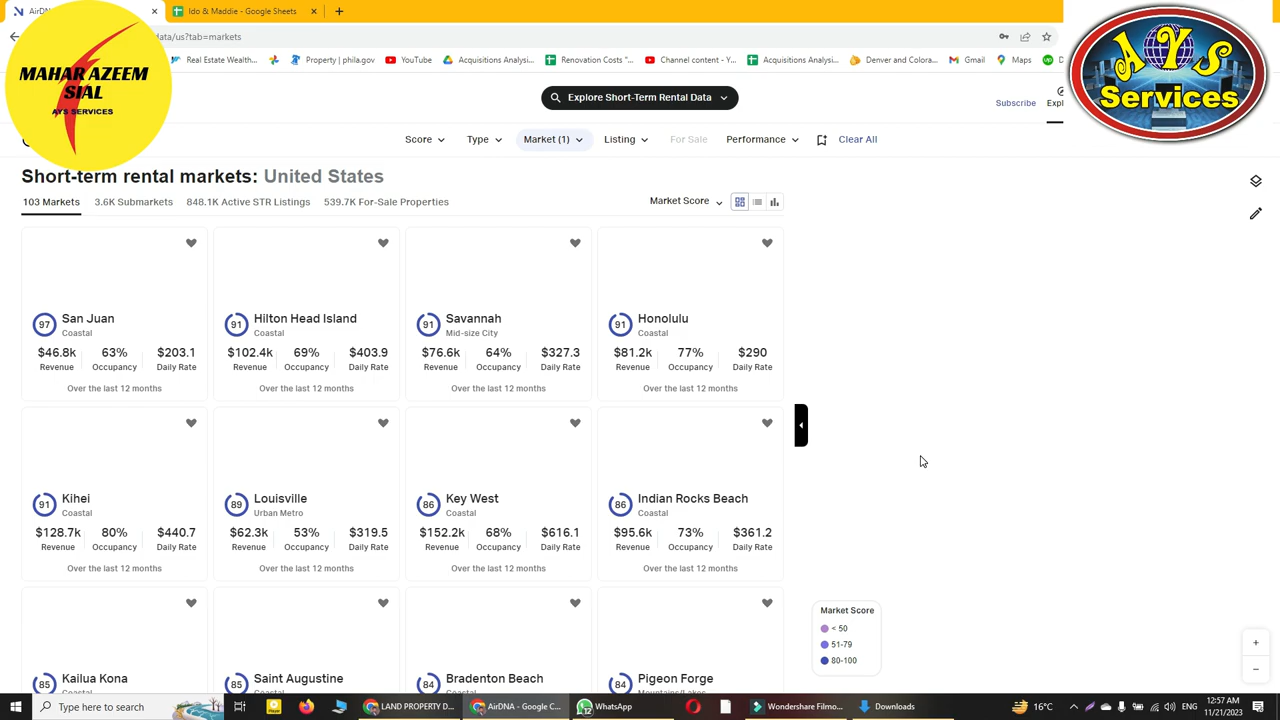 AirDN
Ido & Maddie - Google Sheets
data/us?tab=markets
Real Estate Wealth...
Property | phila.gov
YouTube
Acquisitions Analysi...
Renovation Costs "...
Channel content - Y...
Acquisitions Analysi...
Denver and Colora...
Gmail
Maps
MAHAR AZEEM
SIAL
AYS SERVICES
AYS
Services
Explore Short-Term Rental Data
Subscribe
Expl
Score
Type
Market (1)
Listing
For Sale
Performance
Clear All
Short-term rental markets: United States
103 Markets 3.6K Submarkets 848.1K Active STR Listings 539.7K For-Sale Properties
Market Score
97 San Juan
Coastal
$46.8k 63% $203.1
Revenue Occupancy Daily Rate
Over the last 12 months
91 Hilton Head Island
Coastal
$102.4k 69% $403.9
Revenue Occupancy Daily Rate
Over the last 12 months
91 Savannah
Mid-size City
$76.6k 64% $327.3
Revenue Occupancy Daily Rate
Over the last 12 months
91 Honolulu
Coastal
$81.2k 77% $290
Revenue Occupancy Daily Rate
Over the last 12 months
91 Kihei
Coastal
$128.7k 80% $440.7
Revenue Occupancy Daily Rate
Over the last 12 months
89 Louisville
Urban Metro
$62.3k 53% $319.5
Revenue Occupancy Daily Rate
Over the last 12 months
86 Key West
Coastal
$152.2k 68% $616.1
Revenue Occupancy Daily Rate
Over the last 12 months
86 Indian Rocks Beach
Coastal
$95.6k 73% $361.2
Revenue Occupancy Daily Rate
Over the last 12 months
85 Kailua Kona
Coastal
85 Saint Augustine
Coastal
84 Bradenton Beach
Coastal
84 Pigeon Forge
Mountains/Lakes
Market Score
< 50
51-79
80-100
Type here to search
LAND PROPERTY D...
AirDNA - Google C...
WhatsApp
Wondershare Filmo...
Downloads
16°C
ENG
12:57 AM
11/21/2023